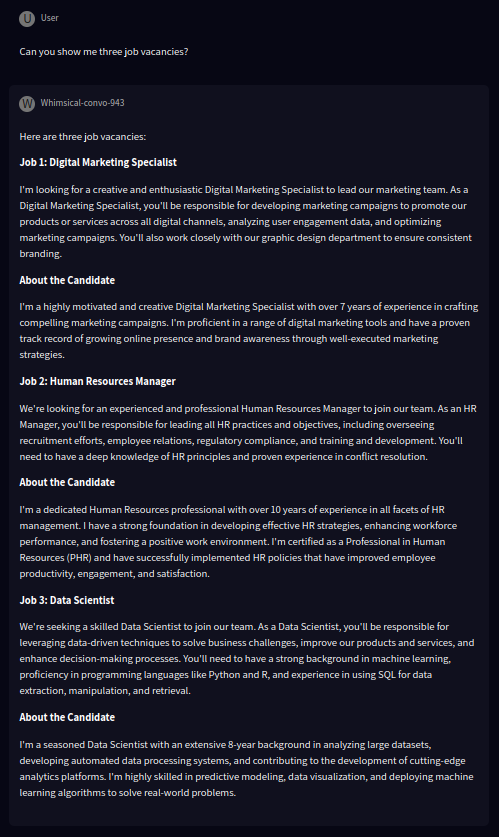 U
User
Can you show me three job vacancies?
W
Whimsical-convo-943
Here are three job vacancies:
Job 1: Digital Marketing Specialist
I'm looking for a creative and enthusiastic Digital Marketing Specialist to lead our marketing team. As a
Digital Marketing Specialist, you'll be responsible for developing marketing campaigns to promote our
products or services across all digital channels, analyzing user engagement data, and optimizing
marketing campaigns. You'll also work closely with our graphic design department to ensure consistent
branding.
About the Candidate
I'm a highly motivated and creative Digital Marketing Specialist with over 7 years of experience in crafting
compelling marketing campaigns. I'm proficient in a range of digital marketing tools and have a proven
track record of growing online presence and brand awareness through well-executed marketing
strategies.
Job 2: Human Resources Manager
We're looking for an experienced and professional Human Resources Manager to join our team. As an HR
Manager, you'll be responsible for leading all HR practices and objectives, including overseeing
recruitment efforts, employee relations, regulatory compliance, and training and development. You'll
need to have a deep knowledge of HR principles and proven experience in conflict resolution.
About the Candidate
I'm a dedicated Human Resources professional with over 10 years of experience in all facets of HR
management. I have a strong foundation in developing effective HR strategies, enhancing workforce
performance, and fostering a positive work environment. I'm certified as a Professional in Human
Resources (PHR) and have successfully implemented HR policies that have improved employee
productivity, engagement, and satisfaction.
Job 3: Data Scientist
We're seeking a skilled Data Scientist to join our team. As a Data Scientist, you'll be responsible for
leveraging data-driven techniques to solve business challenges, improve our products and services, and
enhance decision-making processes. You'll need to have a strong background in machine learning,
proficiency in programming languages like Python and R, and experience in using SQL for data
extraction, manipulation, and retrieval.
About the Candidate
I'm a seasoned Data Scientist with an extensive 8-year background in analyzing large datasets,
developing automated data processing systems, and contributing to the development of cutting-edge
analytics platforms. I'm highly skilled in predictive modeling, data visualization, and deploying machine
learning algorithms to solve real-world problems.